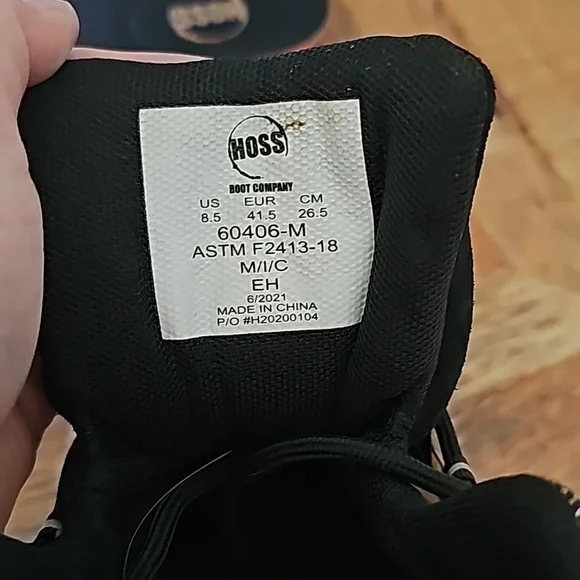 HOSS
HOSS
BOOT COMPANY
US EUR CM
8.5 41.5 26.5
60406-M
ASTM F2413-18
M/I/C
EH
6/2021
MADE IN CHINA
P/O #H20200104